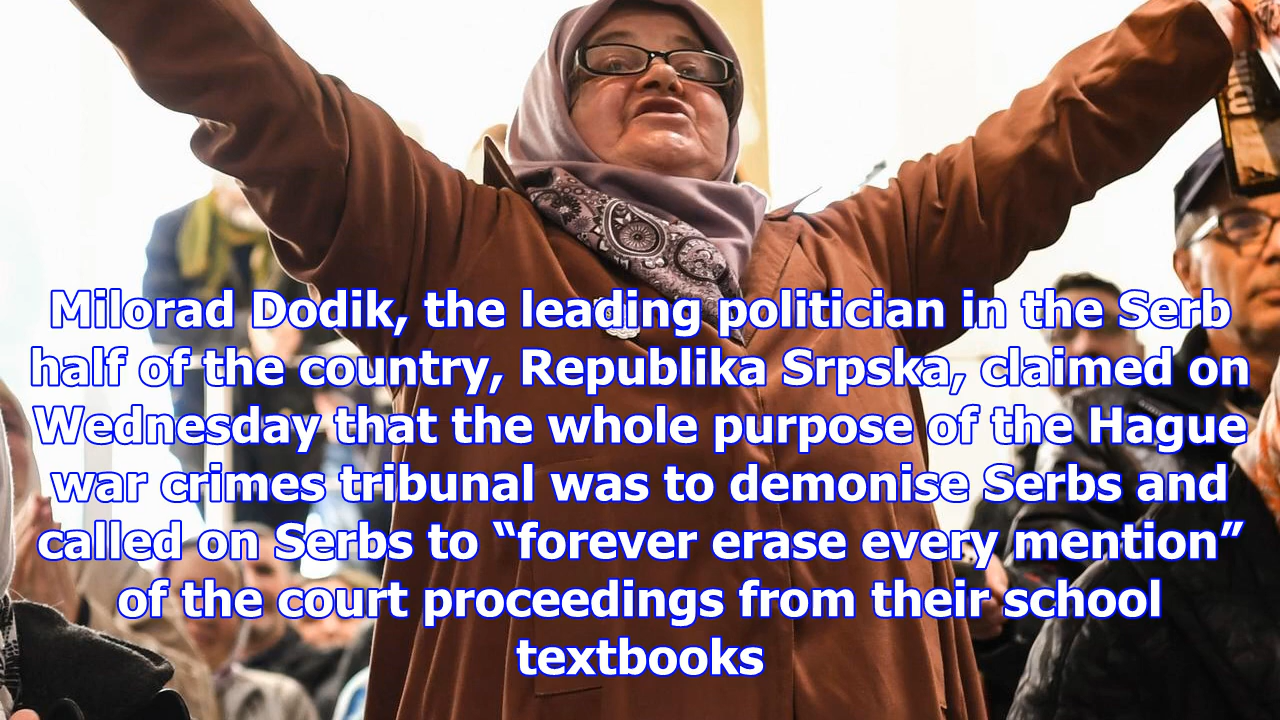 Milorad Dodik, the leading politician in the Serb
half of the country, Republika Srpska, claimed on
Wednesday that the whole purpose of the Hague
war crimes tribunal was to demonise Serbs and
called on Serbs to “forever erase every mention”
of the court proceedings from their school
textbooks